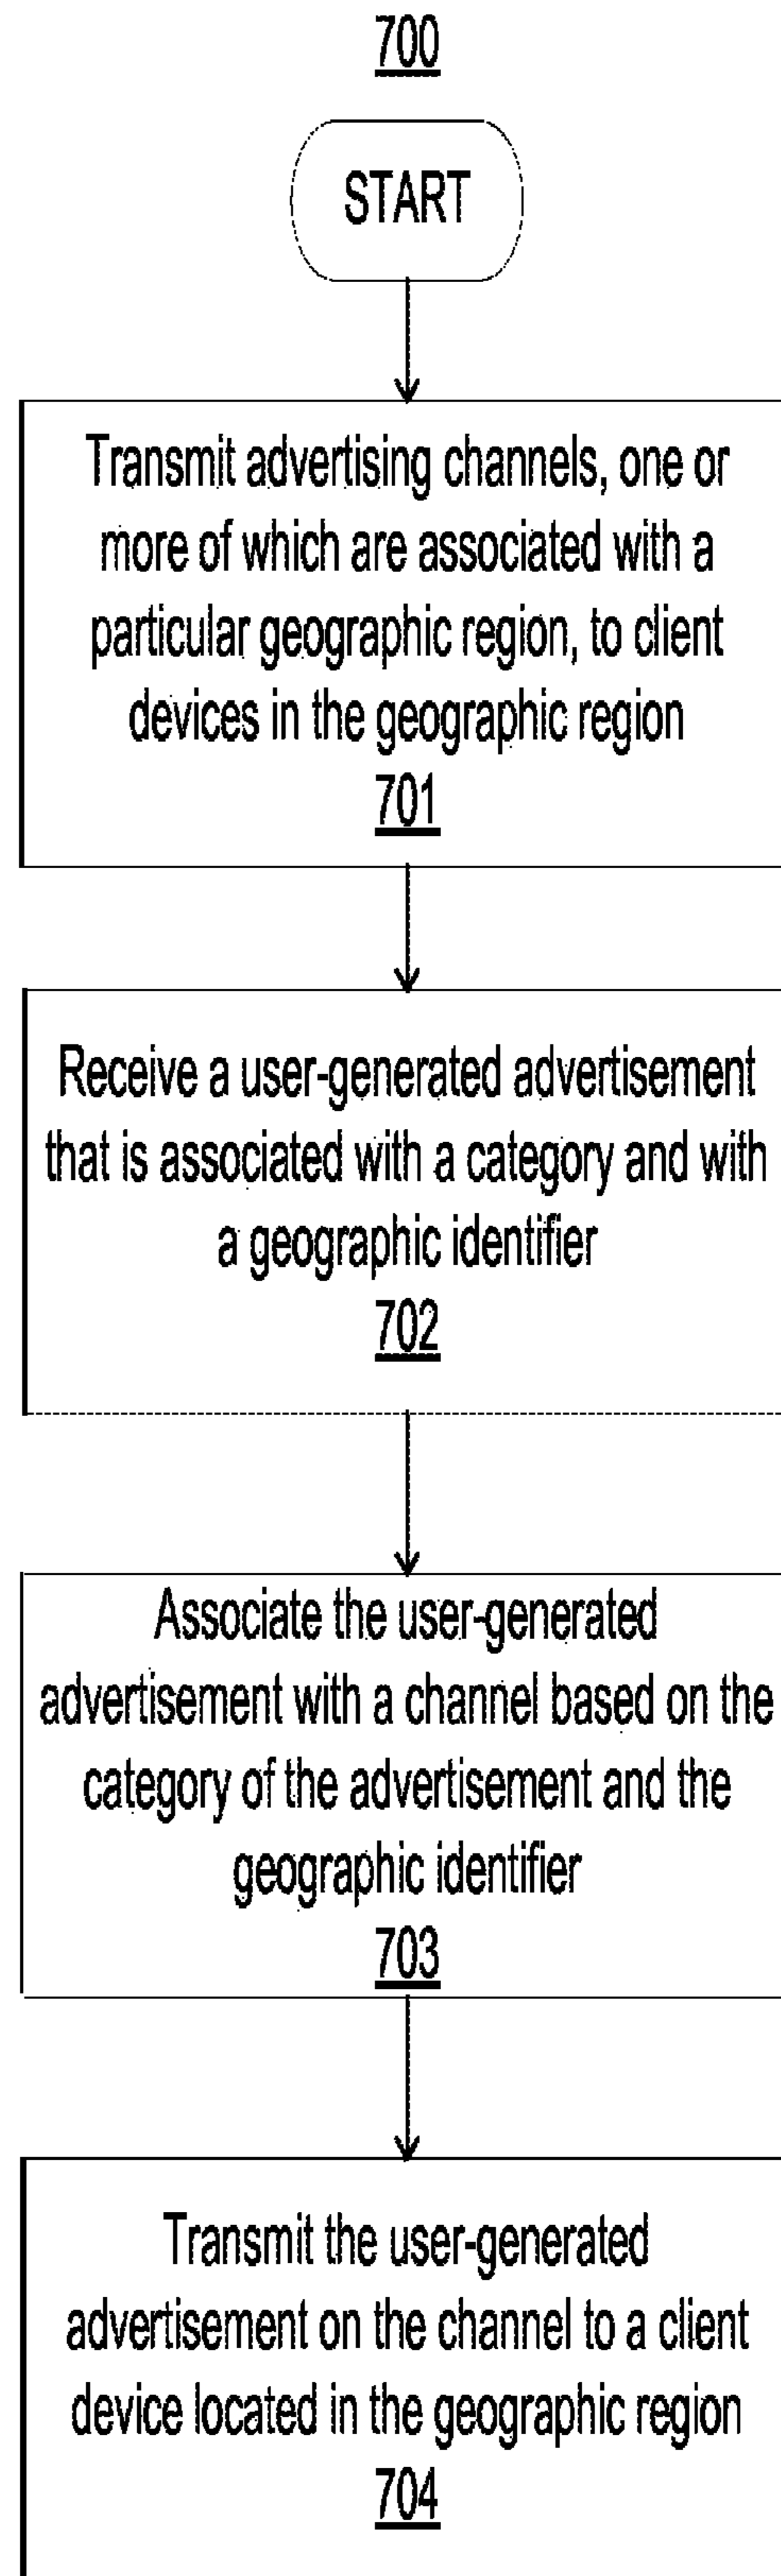 700
START
Transmit advertising channels, one or
more of which are associated with a
particular geographic region, to client
devices in the geographic region
701
Receive a user-generated advertisement
that is associated with a category and with
a geographic identifier
702
Associate the user-generated
advertisement with a channel based on the
category of the advertisement and the
geographic identifier
703
Transmit the user-generated
advertisement on the channel to a client
device located in the geographic region
704